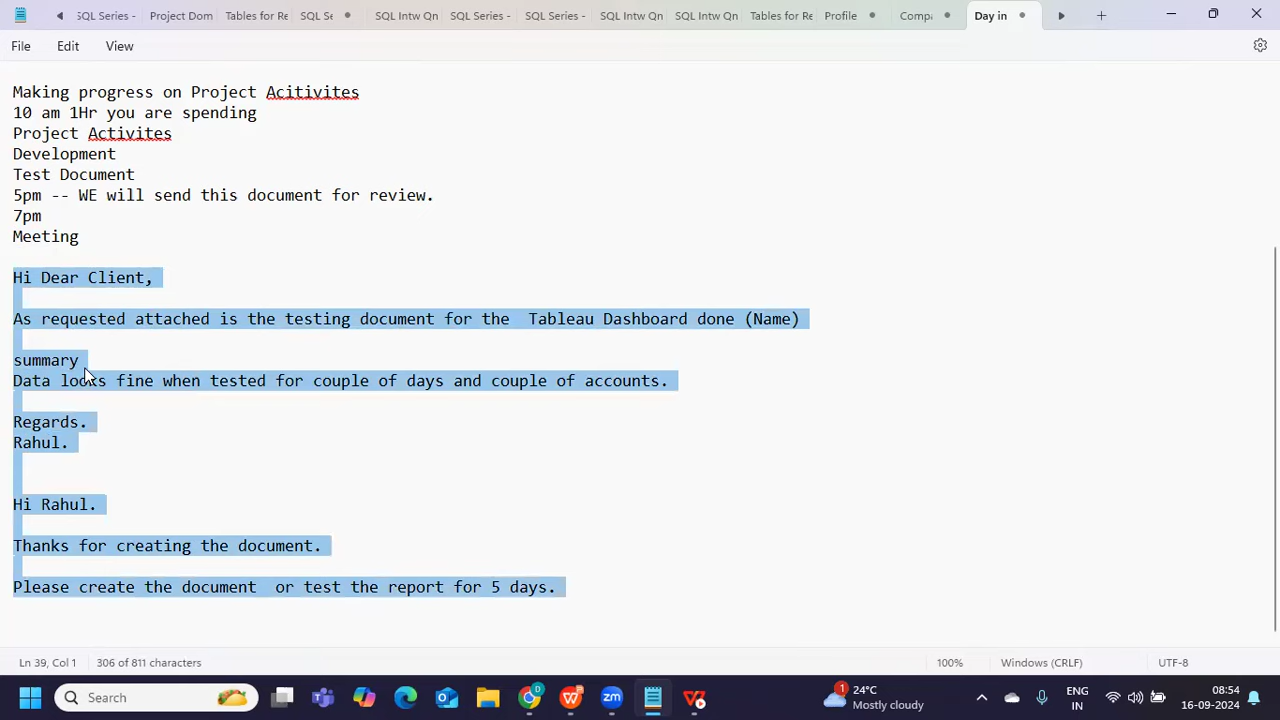 SQL Series -
Project Dom
Tables for Re
SQL Se
SQL Intw Qn
SQL Series -
SQL Series -
SQL Intw Qn
SQL Intw Qn
Tables for Re
Profile
Compa
Day in
File
Edit
View
Making progress on Project Acitivites
10 am 1Hr you are spending
Project Activites
Development
Test Document
5pm -- WE will send this document for review.
7pm
Meeting
Hi Dear Client,
As requested attached is the testing document for the  Tableau Dashboard done (Name)
summary
Data looks fine when tested for couple of days and couple of accounts.
Regards.
Rahul.
Hi Rahul.
Thanks for creating the document.
Please create the document  or test the report for 5 days.
Ln 39, Col 1
306 of 811 characters
100%
Windows (CRLF)
UTF-8
Search
1
24°C
Mostly cloudy
ENG
IN
08:54
16-09-2024